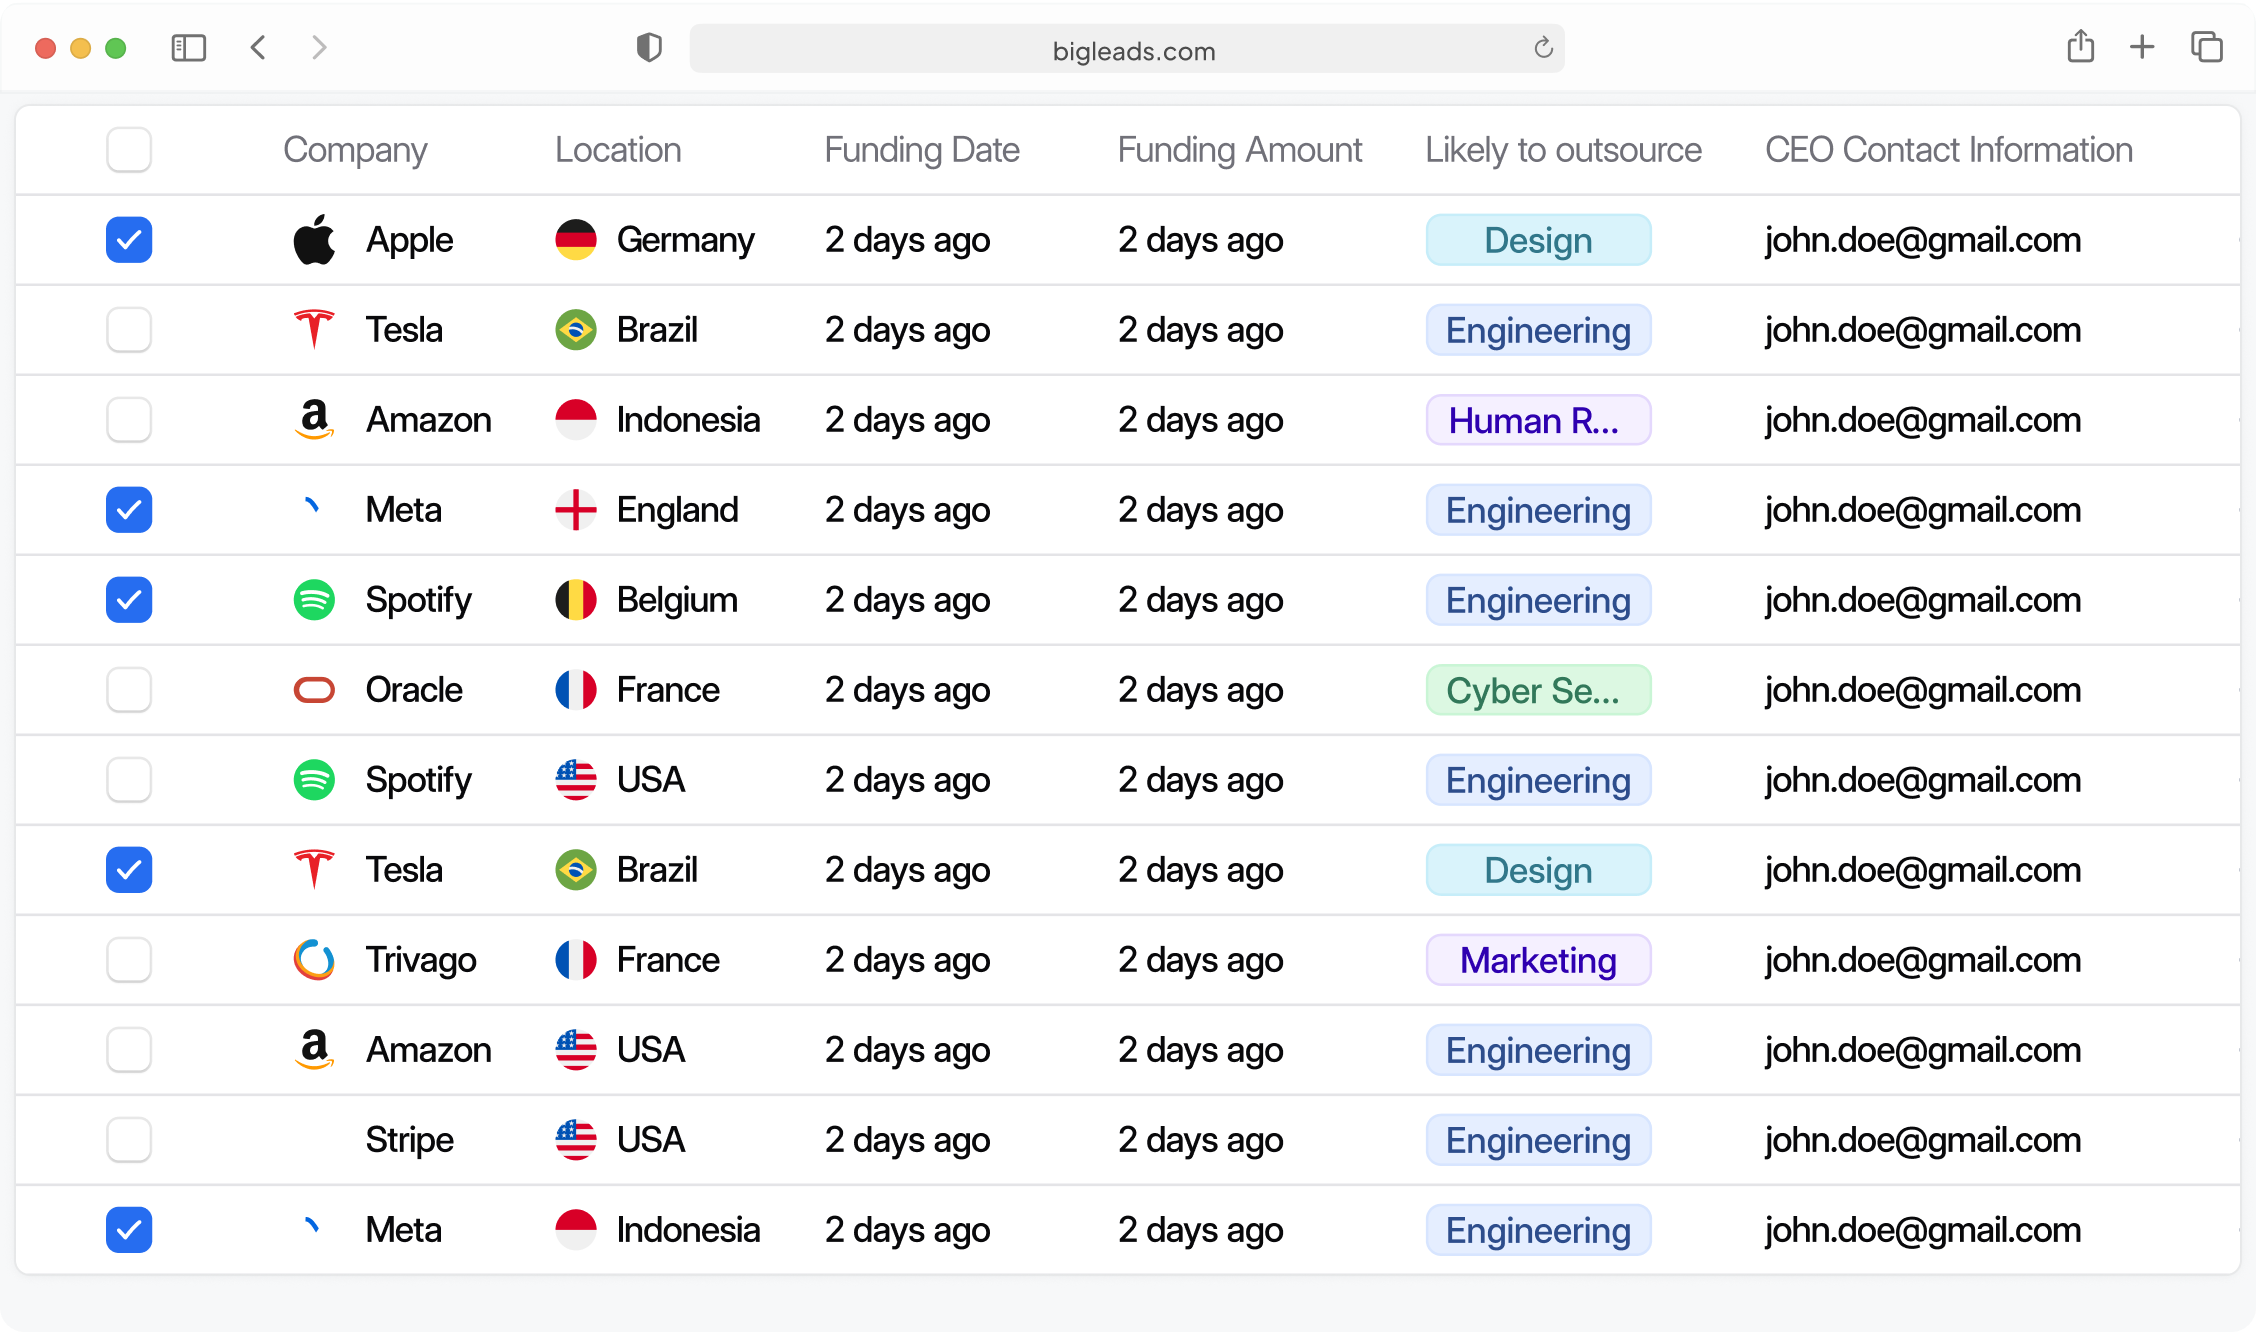 bigleads.com
Company Location Funding Date Funding Amount Likely to outsource CEO Contact Information
Apple Germany 2 days ago 2 days ago Design john.doe@gmail.com
Tesla Brazil 2 days ago 2 days ago Engineering john.doe@gmail.com
a Amazon Indonesia 2 days ago 2 days ago Human R... john.doe@gmail.com
Meta England 2 days ago 2 days ago Engineering john.doe@gmail.com
Spotify Belgium 2 days ago 2 days ago Engineering john.doe@gmail.com
Oracle France 2 days ago 2 days ago Cyber Se... john.doe@gmail.com
Spotify USA 2 days ago 2 days ago Engineering john.doe@gmail.com
Tesla Brazil 2 days ago 2 days ago Design john.doe@gmail.com
Trivago France 2 days ago 2 days ago Marketing john.doe@gmail.com
a Amazon USA 2 days ago 2 days ago Engineering john.doe@gmail.com
Stripe USA 2 days ago 2 days ago Engineering john.doe@gmail.com
Meta Indonesia 2 days ago 2 days ago Engineering john.doe@gmail.com